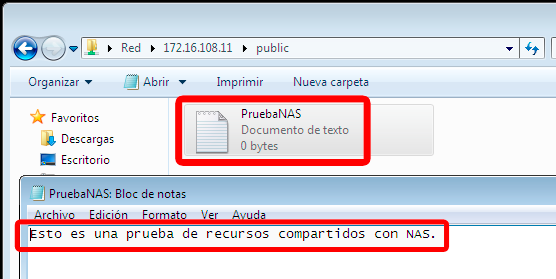 Red ▸ 172.16.108.11 ▸ public
Organizar Abrir Imprimir Nueva carpeta
Favoritos
Descargas
Escritorio
PruebaNAS
Documento de texto
0 bytes
PruebaNAS: Bloc de notas
Archivo Edición Formato Ver Ayuda
Esto es una prueba de recursos compartidos con NAS.